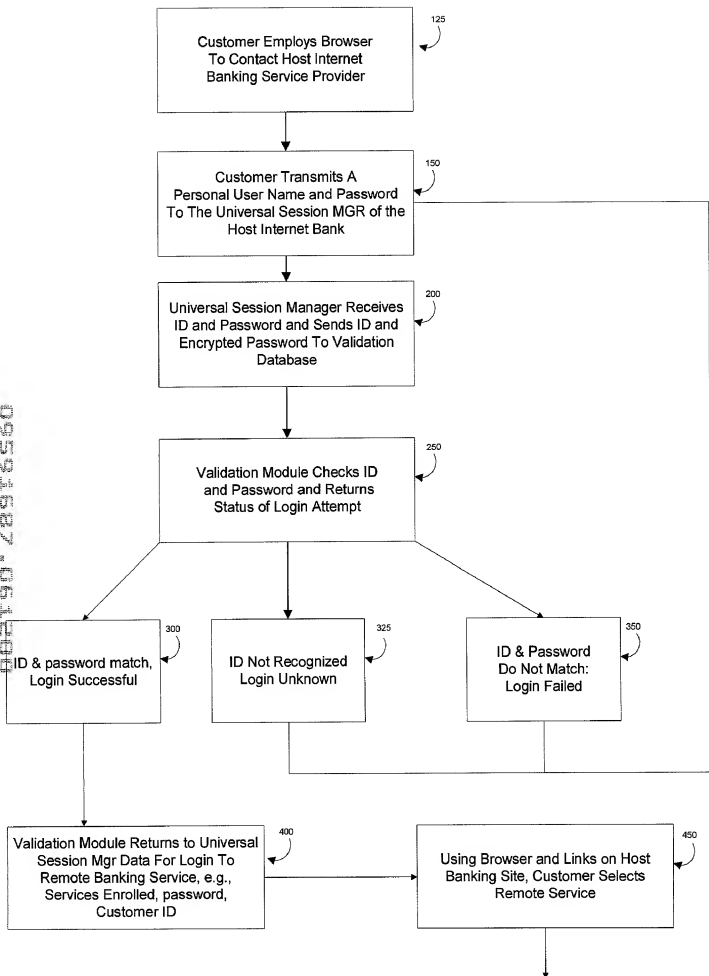 125
Customer Employs Browser
To Contact Host Internet
Banking Service Provider
150
Customer Transmits A
Personal User Name and Password
To The Universal Session MGR of the
Host Internet Bank
200
Universal Session Manager Receives
ID and Password and Sends ID and
Encrypted Password To Validation
Database
250
Validation Module Checks ID
and Password and Returns
Status of Login Attempt
300
ID & password match,
Login Successful
325
ID Not Recognized
Login Unknown
350
ID & Password
Do Not Match:
Login Failed
400
Validation Module Returns to Universal
Session Mgr Data For Login To
Remote Banking Service, e.g.,
Services Enrolled, password,
Customer ID
450
Using Browser and Links on Host
Banking Site, Customer Selects
Remote Service